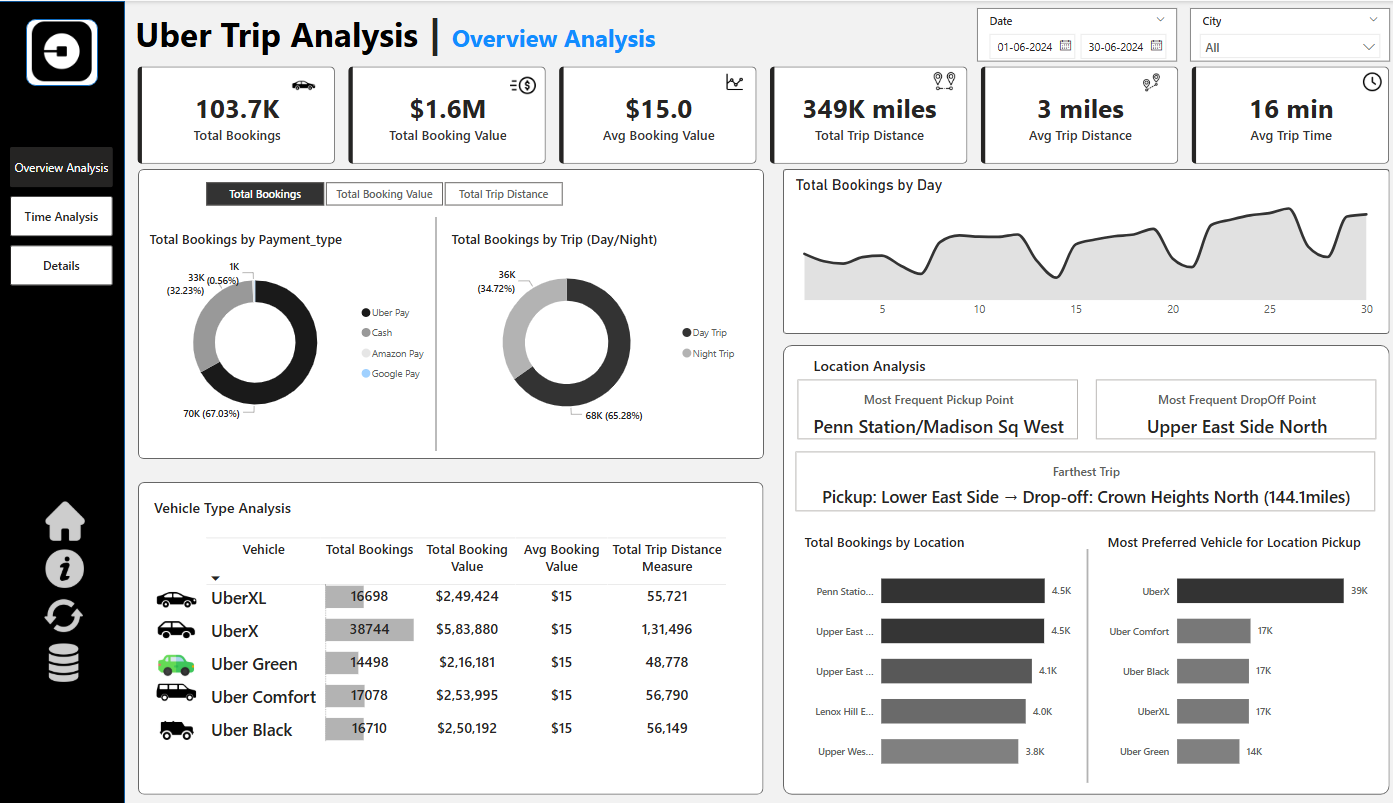 Uber Trip Analysis | Overview Analysis
Date
01-06-2024 30-06-2024
City
All
Overview Analysis
Time Analysis
Details
103.7K
Total Bookings
$1.6M
Total Booking Value
$15.0
Avg Booking Value
349K miles
Total Trip Distance
3 miles
Avg Trip Distance
16 min
Avg Trip Time
Total Bookings Total Booking Value Total Trip Distance
Total Bookings by Payment_type
1K
(0.56%)
33K
(32.23%)
70K (67.03%)
Uber Pay
Cash
Amazon Pay
Google Pay
Total Bookings by Trip (Day/Night)
36K
(34.72%)
68K (65.28%)
Day Trip
Night Trip
Total Bookings by Day
5 10 15 20 25 30
Vehicle Type Analysis
Vehicle Total Bookings Total Booking Value Avg Booking Value Total Trip Distance Measure
UberXL 16698 $2,49,424 $15 55,721
UberX 38744 $5,83,880 $15 1,31,496
Uber Green 14498 $2,16,181 $15 48,778
Uber Comfort 17078 $2,53,995 $15 56,790
Uber Black 16710 $2,50,192 $15 56,149
Location Analysis
Most Frequent Pickup Point
Penn Station/Madison Sq West
Most Frequent DropOff Point
Upper East Side North
Farthest Trip
Pickup: Lower East Side → Drop-off: Crown Heights North (144.1miles)
Total Bookings by Location
Penn Statio... 4.5K
Upper East ... 4.5K
Upper East ... 4.1K
Lenox Hill E... 4.0K
Upper Wes... 3.8K
Most Preferred Vehicle for Location Pickup
UberX 39K
Uber Comfort 17K
Uber Black 17K
UberXL 17K
Uber Green 14K